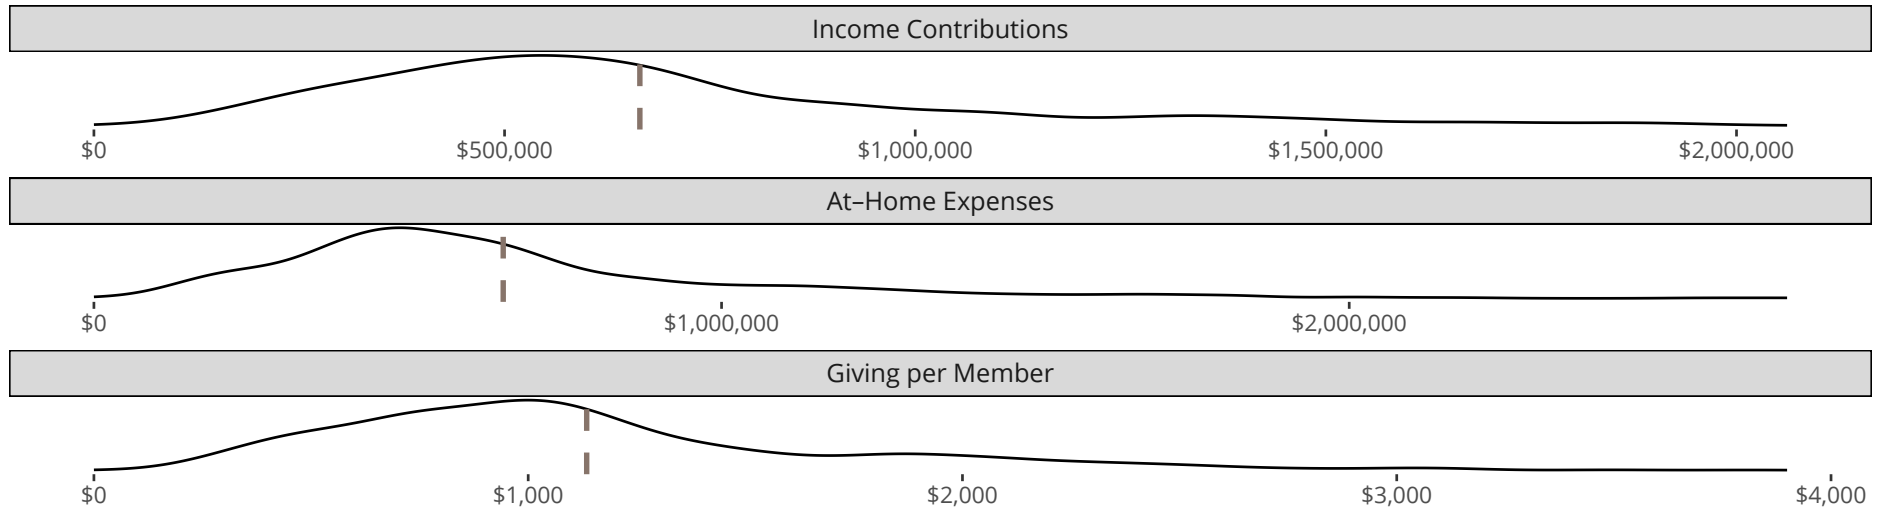 Income Contributions
$0 $500,000 $1,000,000 $1,500,000 $2,000,000
At–Home Expenses
$0 $1,000,000 $2,000,000
Giving per Member
$0 $1,000 $2,000 $3,000 $4,000